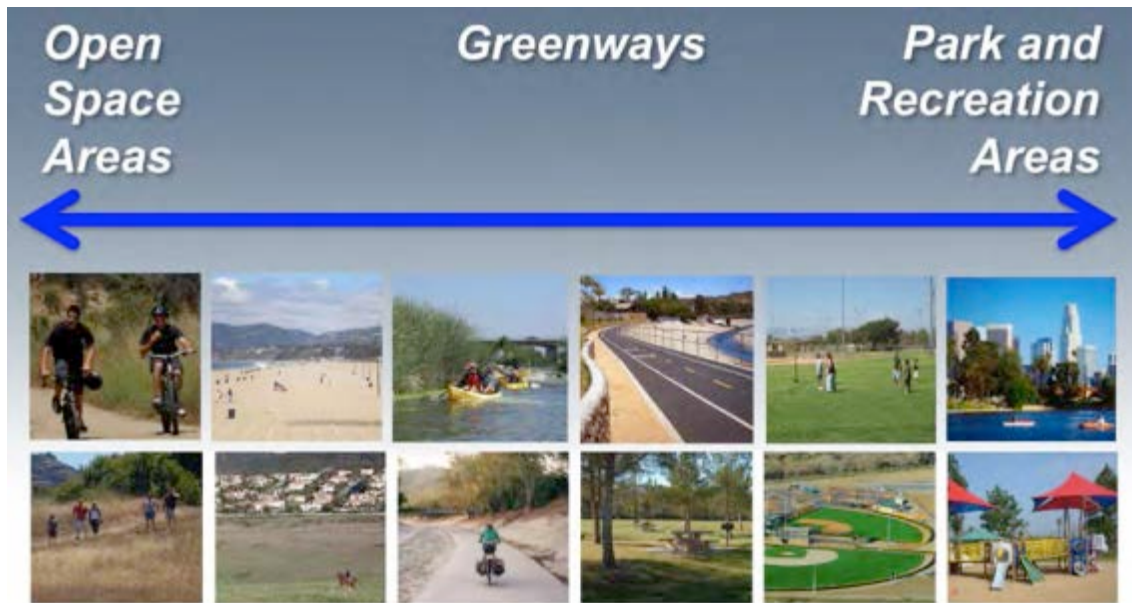 Open
Space
Areas
Greenways
Park and
Recreation
Areas